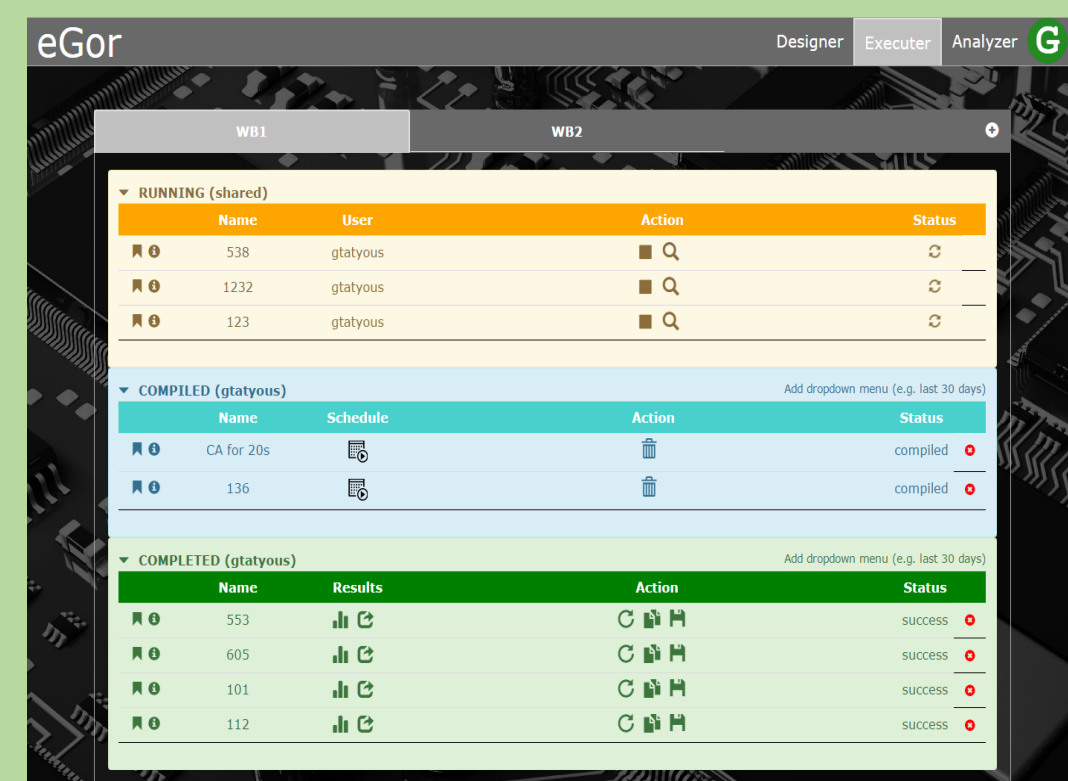 eGor Designer Executer Analyzer G
WB1 WB2
RUNNING (shared)
Name User Action Status
538 gtatyous
1232 gtatyous
123 gtatyous
COMPILED (gtatyous) Add dropdown menu (e.g. last 30 days)
Name Schedule Action Status
CA for 20s compiled
136 compiled
COMPLETED (gtatyous) Add dropdown menu (e.g. last 30 days)
Name Results Action Status
553 success
605 success
101 success
112 success